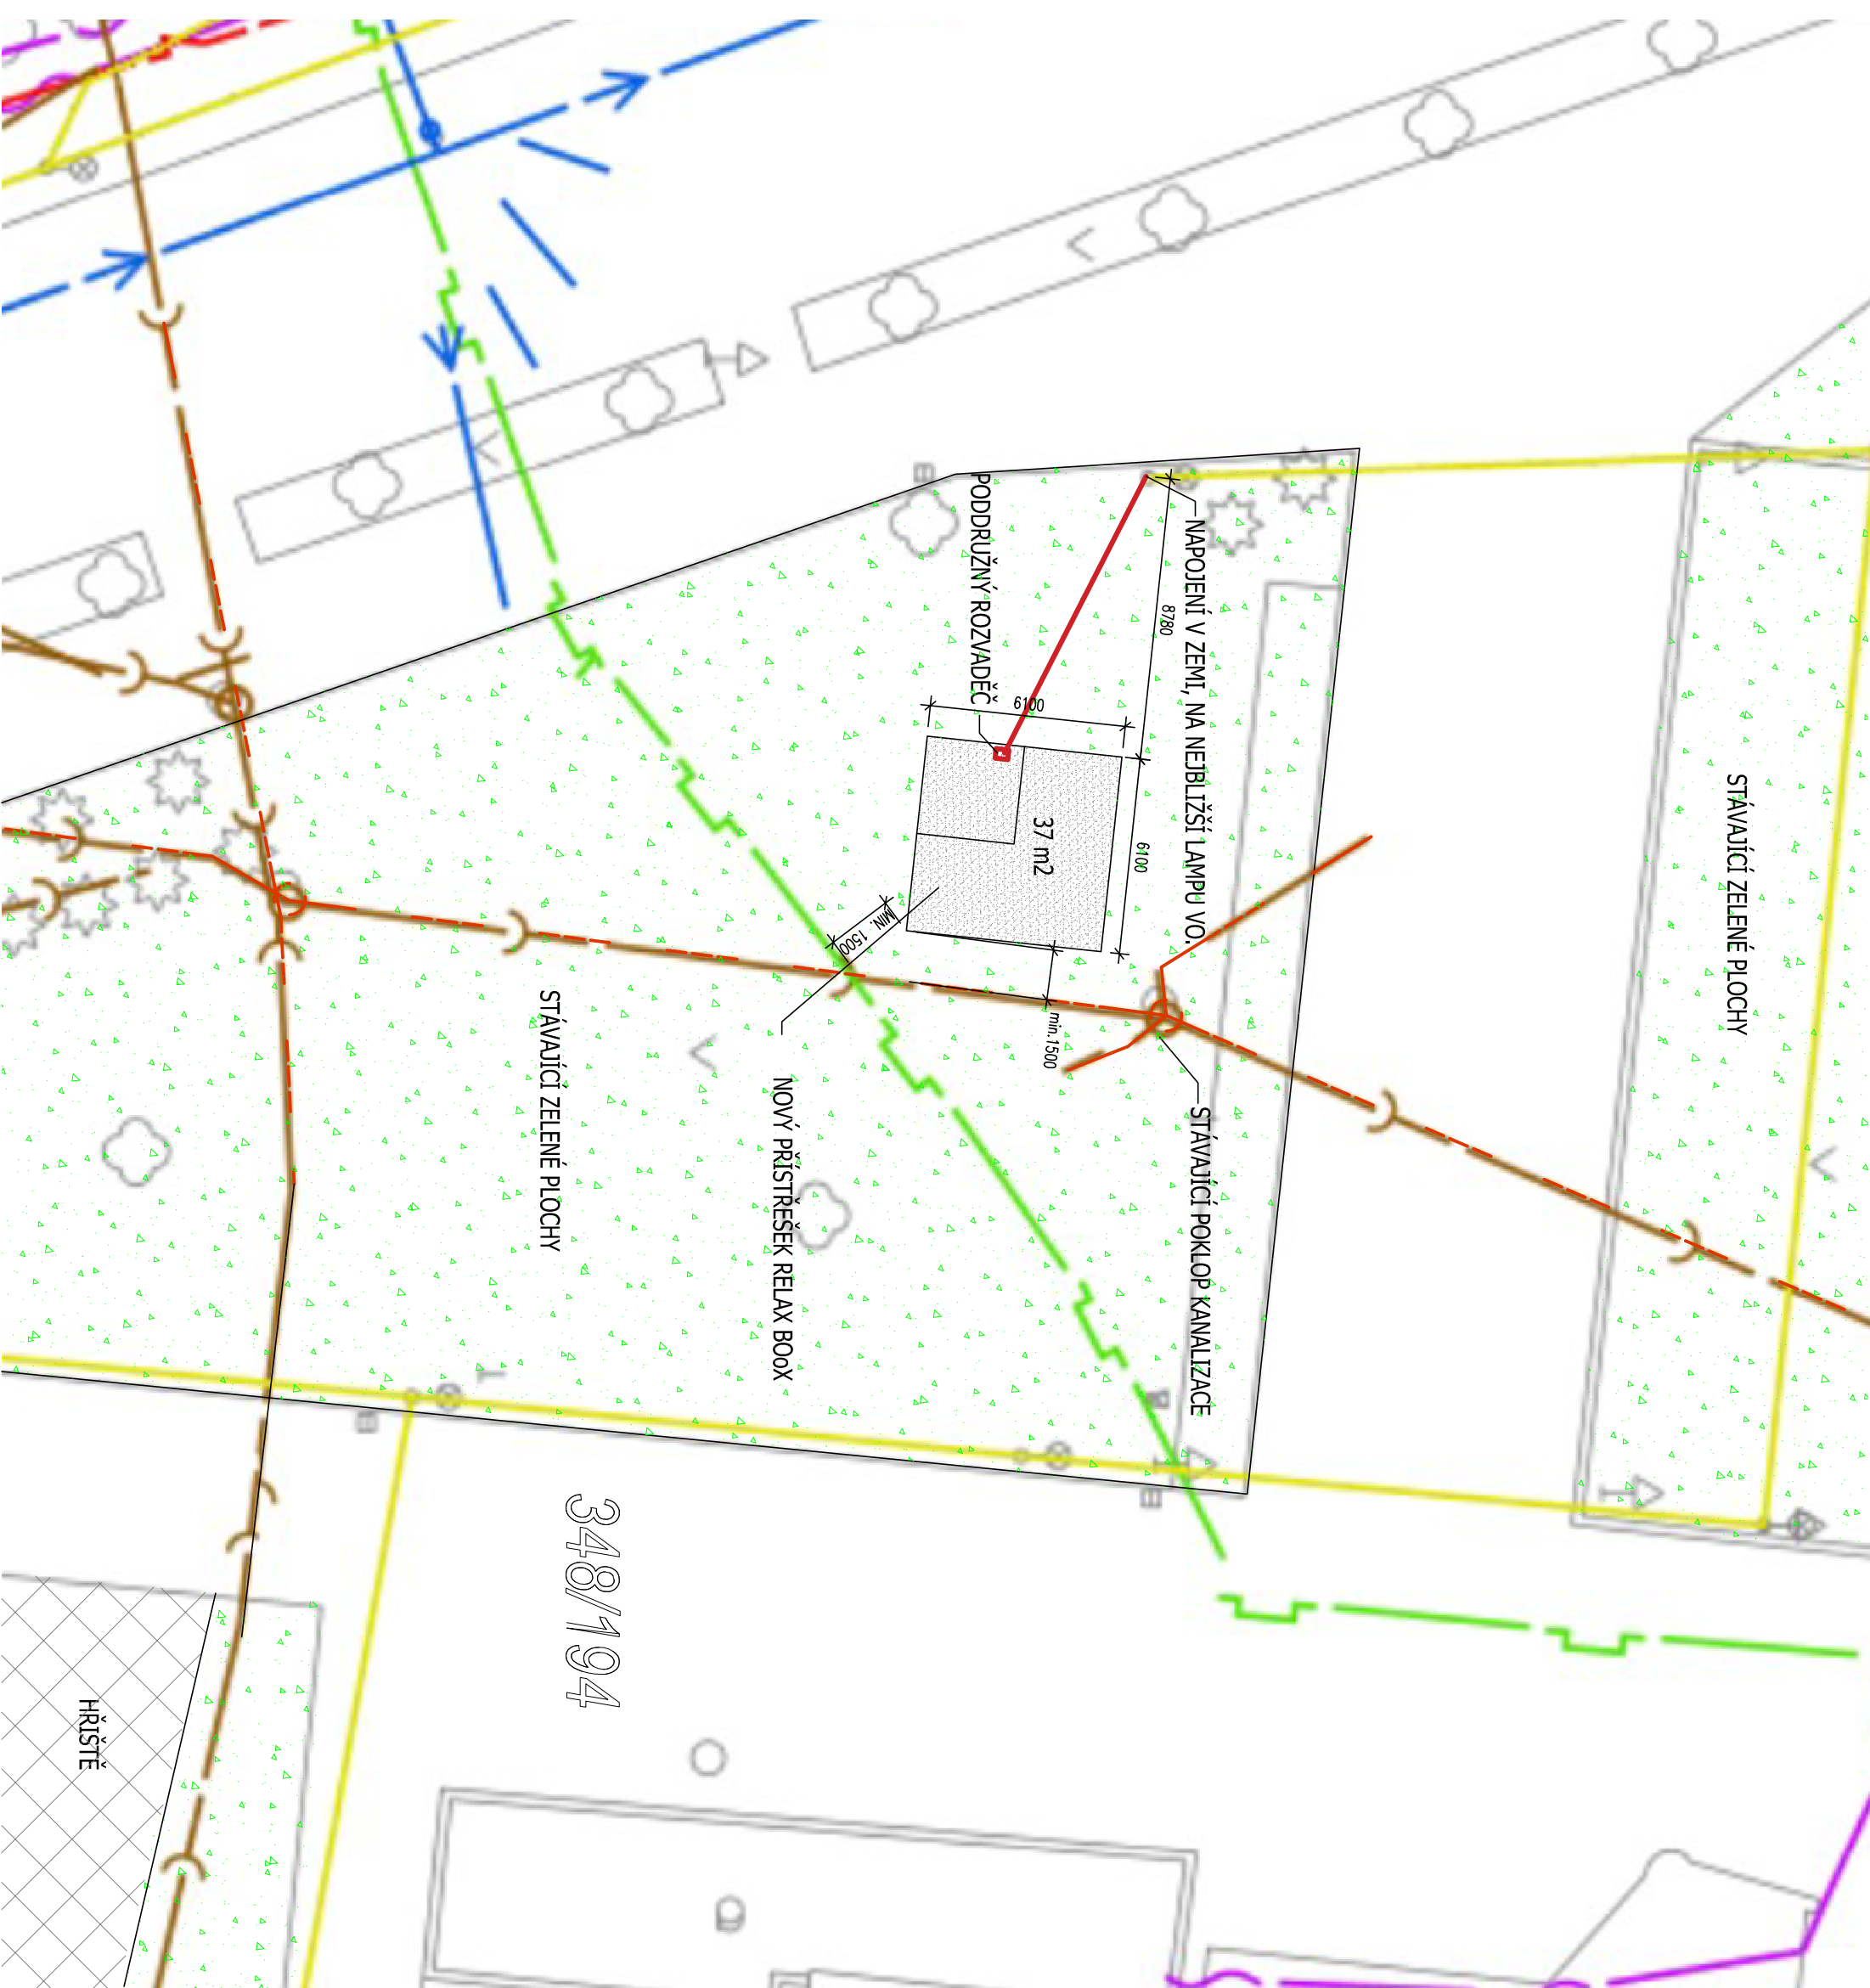 STÁVAJÍCÍ ZELENÉ PLOCHY
NAPOJENÍ V ZEMI, NA NEJBLIŽŠÍ LAMPU VO.
STÁVAJÍCÍ POKLOP KANALIZACE
8780
6100
6100
37 m2
min.1500
PODDRUŽNÝ ROZVADĚČ
MIN. 1500
NOVÝ PŘÍSTŘEŠEK RELAX BOoX
STÁVAJÍCÍ ZELENÉ PLOCHY
348/194
HŘIŠTĚ